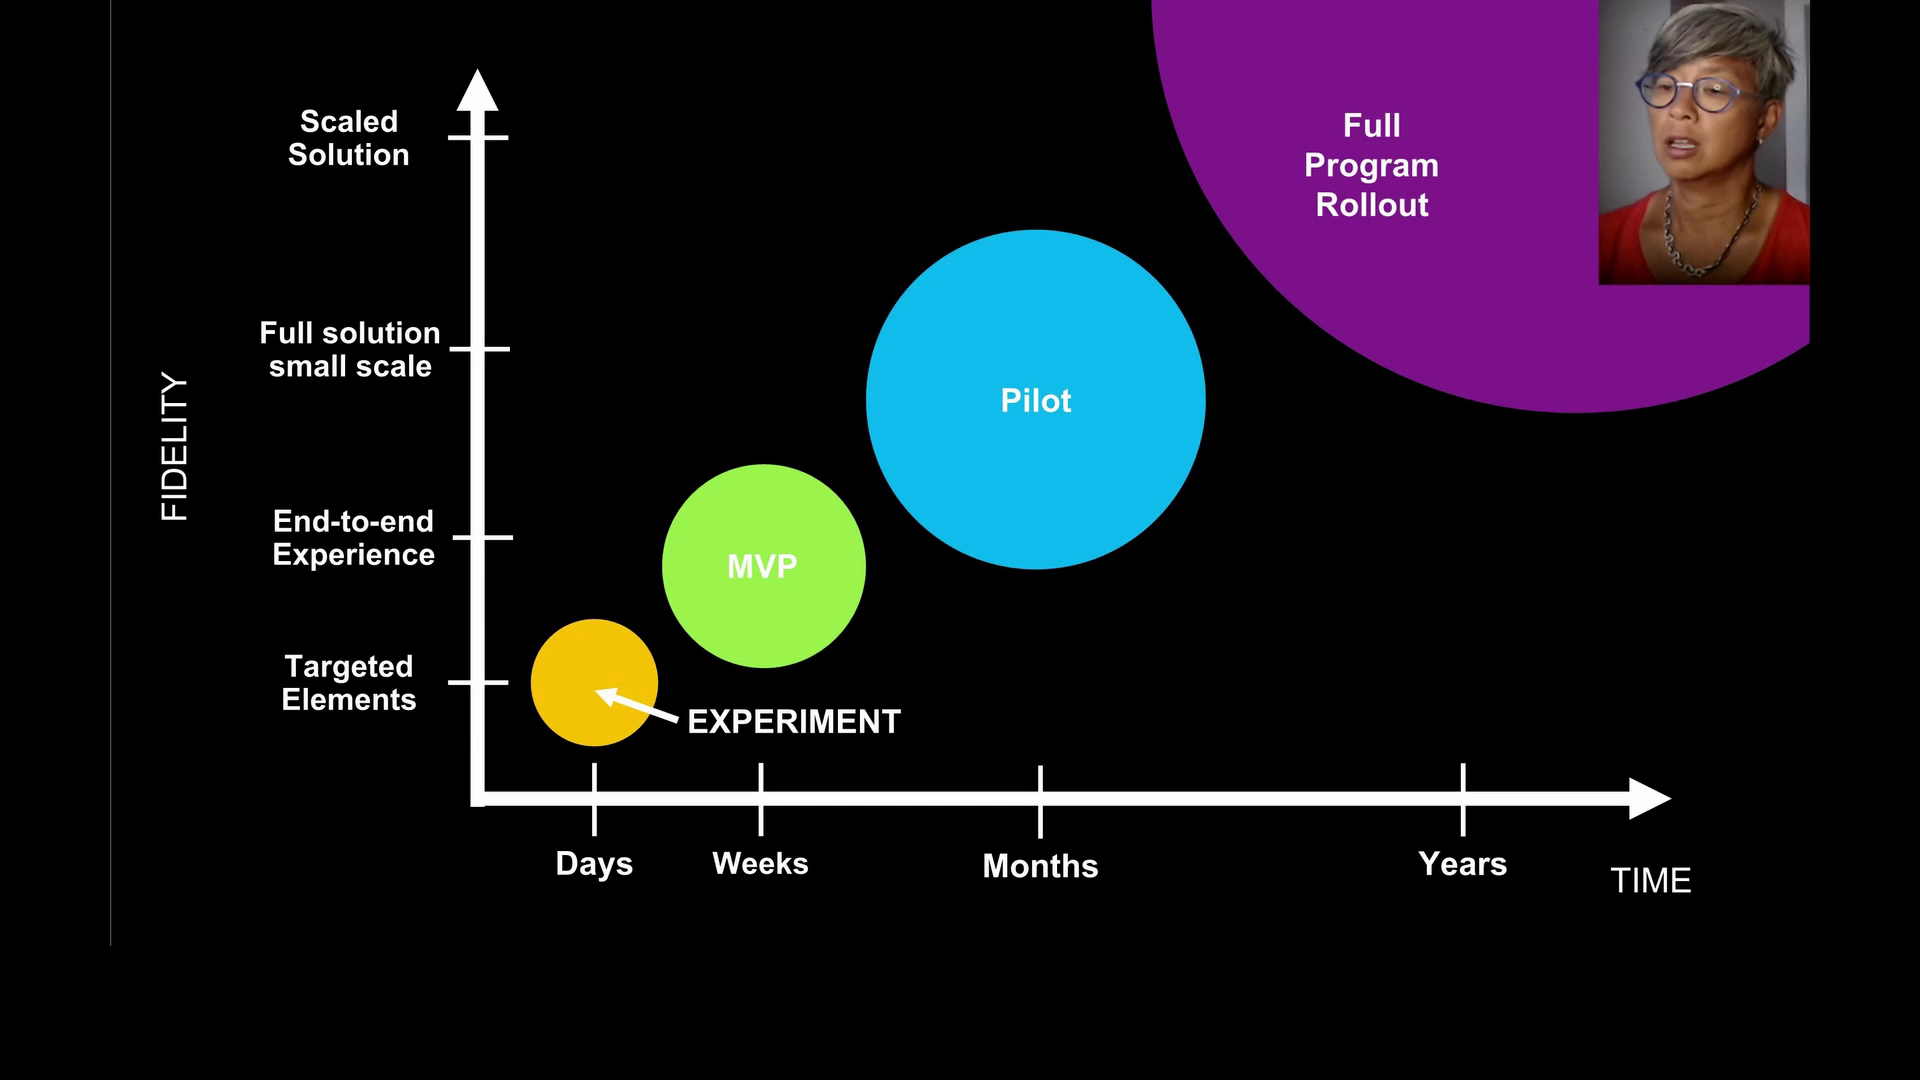 Scaled
Solution
Full
Program
Rollout
Full solution
small scale
Pilot
FIDELITY
End-to-end
Experience
MVP
Targeted
Elements
EXPERIMENT
Days
Weeks
Months
Years
TIME